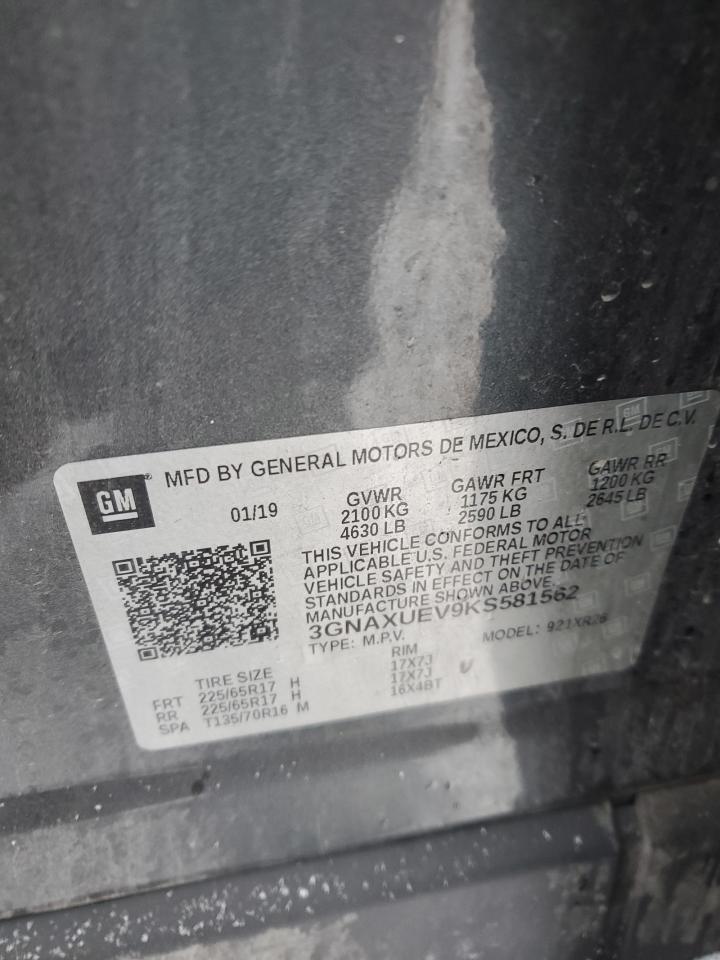 GM
MFD BY GENERAL MOTORS DE MEXICO, S. DE R.L. DE C.V.
01/19
GVWR GAWR FRT GAWR RR
2100 KG 1175 KG 1200 KG
4630 LB 2590 LB 2645 LB
THIS VEHICLE CONFORMS TO ALL
APPLICABLE U.S. FEDERAL MOTOR
VEHICLE SAFETY AND THEFT PREVENTION
STANDARDS IN EFFECT ON THE DATE OF
MANUFACTURE SHOWN ABOVE.
3GNAXUEV9KS581562
TYPE: M.P.V. MODEL: 921XR26
TIRE SIZE RIM
FRT 225/65R17 H 17X7J
RR 225/65R17 H 17X7J
SPA T135/70R16 M 16X4BT